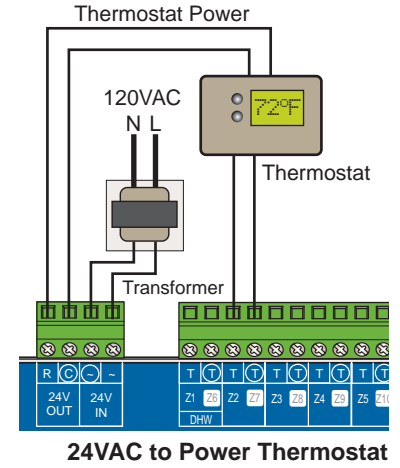 Thermostat Power
120VAC
N L
72°F
Thermostat
Transformer
R C ~ ~
T T T T T T T T T T
24V OUT 24V IN
Z1 Z6 Z2 Z7 Z3 Z8 Z4 Z9 Z5 Z10
DHW
24VAC to Power Thermostat